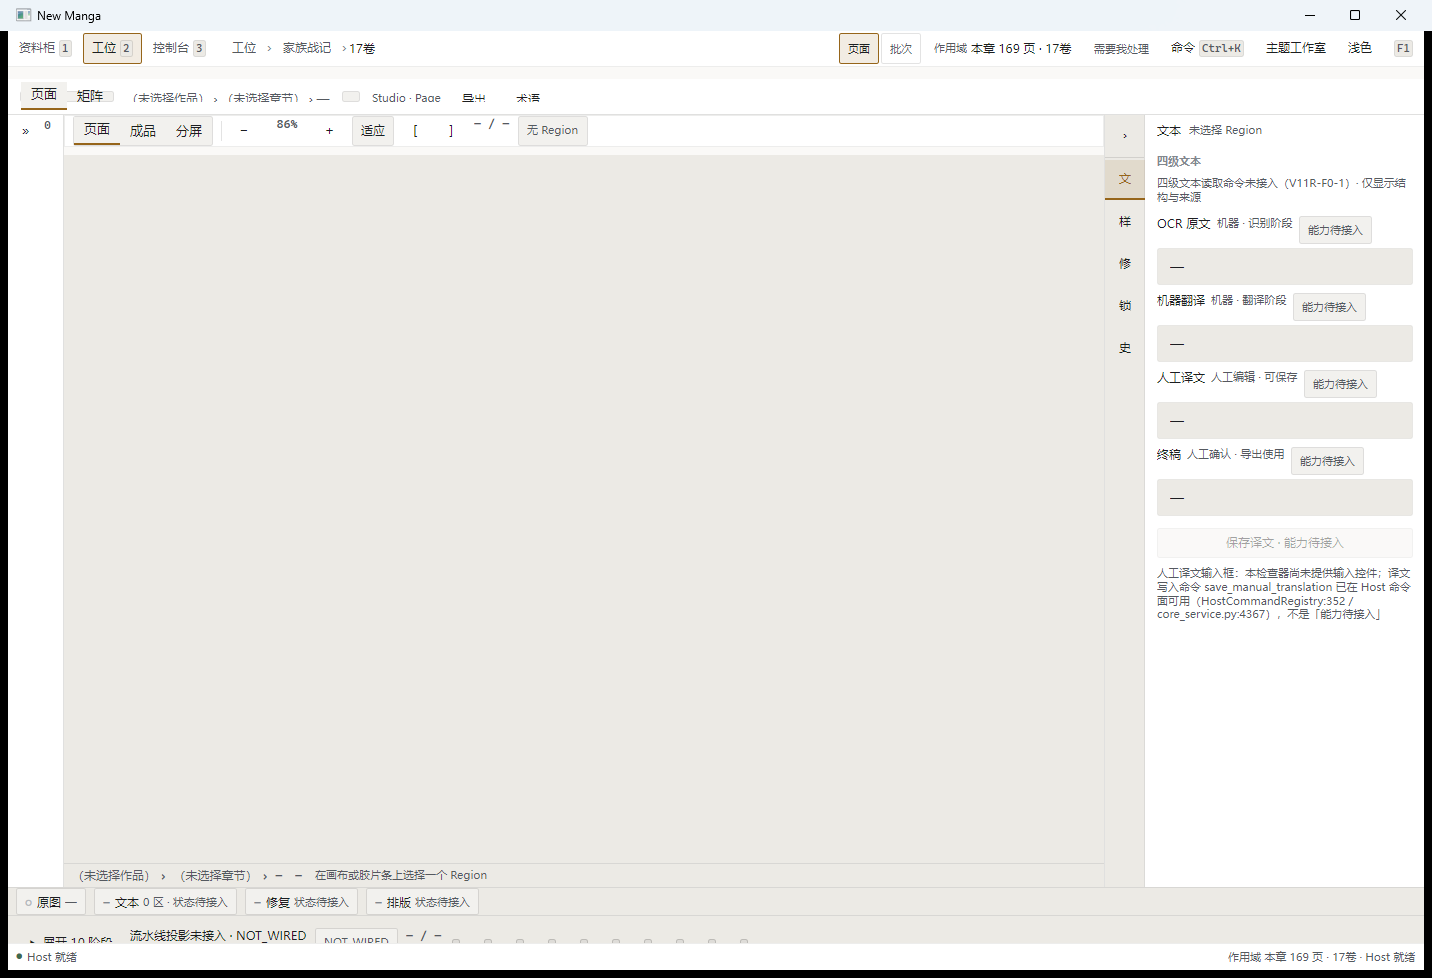 New Manga
资料柜 1 工位 2 控制台 3 工位 › 家族战记 › 17卷 页面 批次 作用域 本章 169 页 · 17卷 需要我处理 命令 Ctrl+K 主题工作室 浅色 F1
页面 矩阵 (未选择作品) › (未选择章节) › — Studio · Page 导出 术语
» 0 页面 成品 分屏 − 86% + 适应 [ ] — / — 无 Region › 文本 未选择 Region
文
样
修
锁
史
四级文本
四级文本读取命令未接入（V11R-F0-1）· 仅显示结
构与来源
OCR 原文 机器 · 识别阶段 能力待接入
—
机器翻译 机器 · 翻译阶段 能力待接入
—
人工译文 人工编辑 · 可保存 能力待接入
—
终稿 人工确认 · 导出使用 能力待接入
—
保存译文 · 能力待接入
人工译文输入框：本检查器尚未提供输入控件；译文
写入命令 save_manual_translation 已在 Host 命令
面可用（HostCommandRegistry:352 /
core_service.py:4367），不是「能力待接入」
(未选择作品) › (未选择章节) › — — 在画布或胶片条上选择一个 Region
○ 原图 — — 文本 0 区 · 状态待接入 — 修复 状态待接入 — 排版 状态待接入
▸ 展开 10 阶段 流水线投影未接入 · NOT_WIRED NOT_WIRED — / —
● Host 就绪 作用域 本章 169 页 · 17卷 · Host 就绪